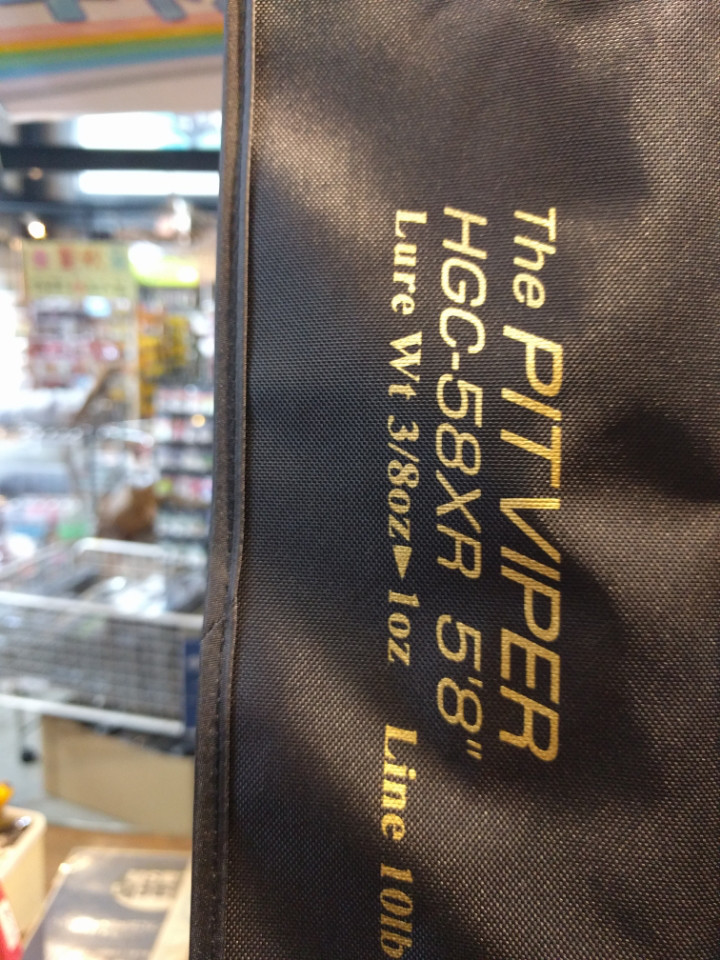 The PIT VIPER
HGC-58XR 5'8"
Lure Wt 3/8oz▶1oz Line 10lb